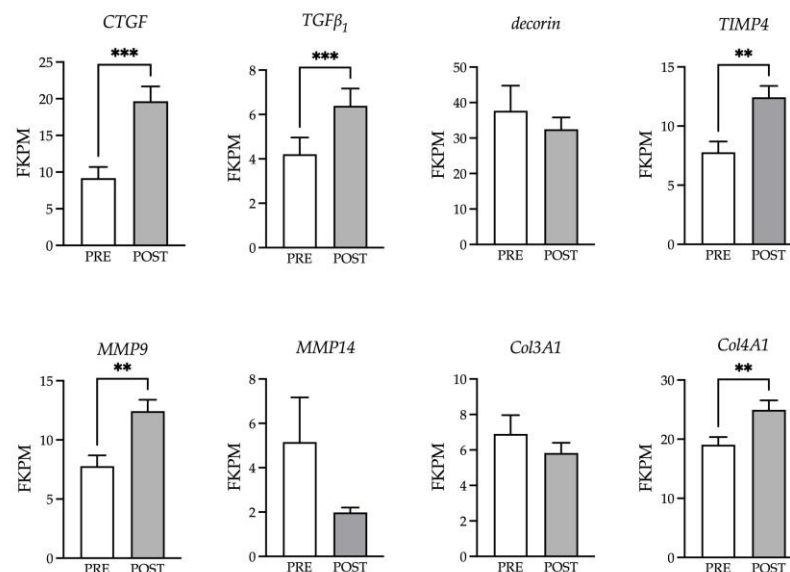 CTGF
***
25
20
15
10
5
0
FKPM
PRE POST
TGFβ1
***
8
6
4
2
0
FKPM
PRE POST
decorin
50
40
30
20
10
0
FKPM
PRE POST
TIMP4
**
15
10
5
0
FKPM
PRE POST
MMP9
**
15
10
5
0
FKPM
PRE POST
MMP14
8
6
4
2
0
FKPM
PRE POST
Col3A1
10
8
6
4
2
0
FKPM
PRE POST
Col4A1
**
30
20
10
0
FKPM
PRE POST